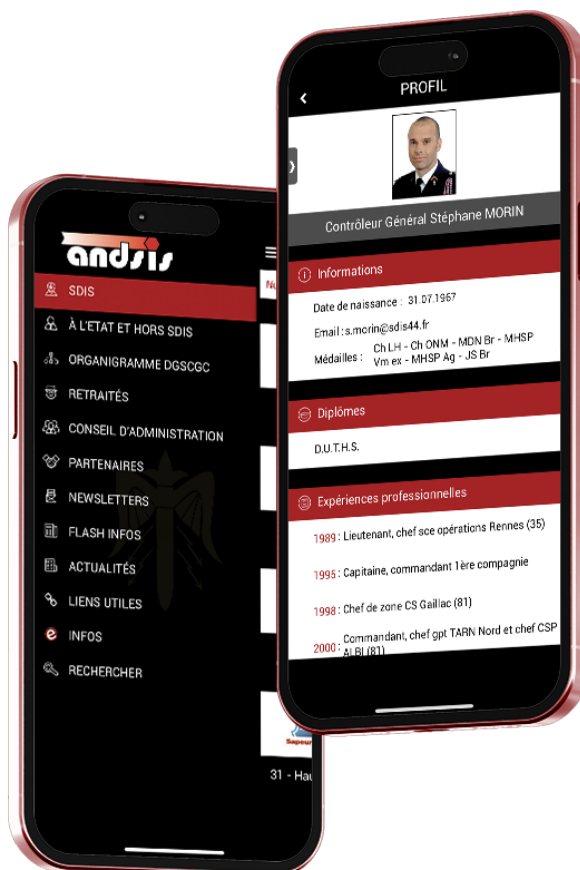 andsis
SDIS
À L'ETAT ET HORS SDIS
ORGANIGRAMME DGSCGC
RETRAITÉS
CONSEIL D'ADMINISTRATION
PARTENAIRES
NEWSLETTERS
FLASH INFOS
ACTUALITÉS
LIENS UTILES
e INFOS
RECHERCHER
31 - Hau
PROFIL
Contrôleur Général Stéphane MORIN
Informations
Date de naissance : 31.07.1967
Email : s.morin@sdis44.fr
Médailles : Ch LH - Ch ONM - MDN Br - MHSP
Vm ex - MHSP Ag - JS Br
Diplômes
D.U.T.H.S.
Expériences professionnelles
1989 : Lieutenant, chef sce opérations Rennes (35)
1995 : Capitaine, commandant 1ère compagnie
1998 : Chef de zone CS Gaillac (81)
2000 : Commandant, chef gpt TARN Nord et chef CSP
ALBI (81)